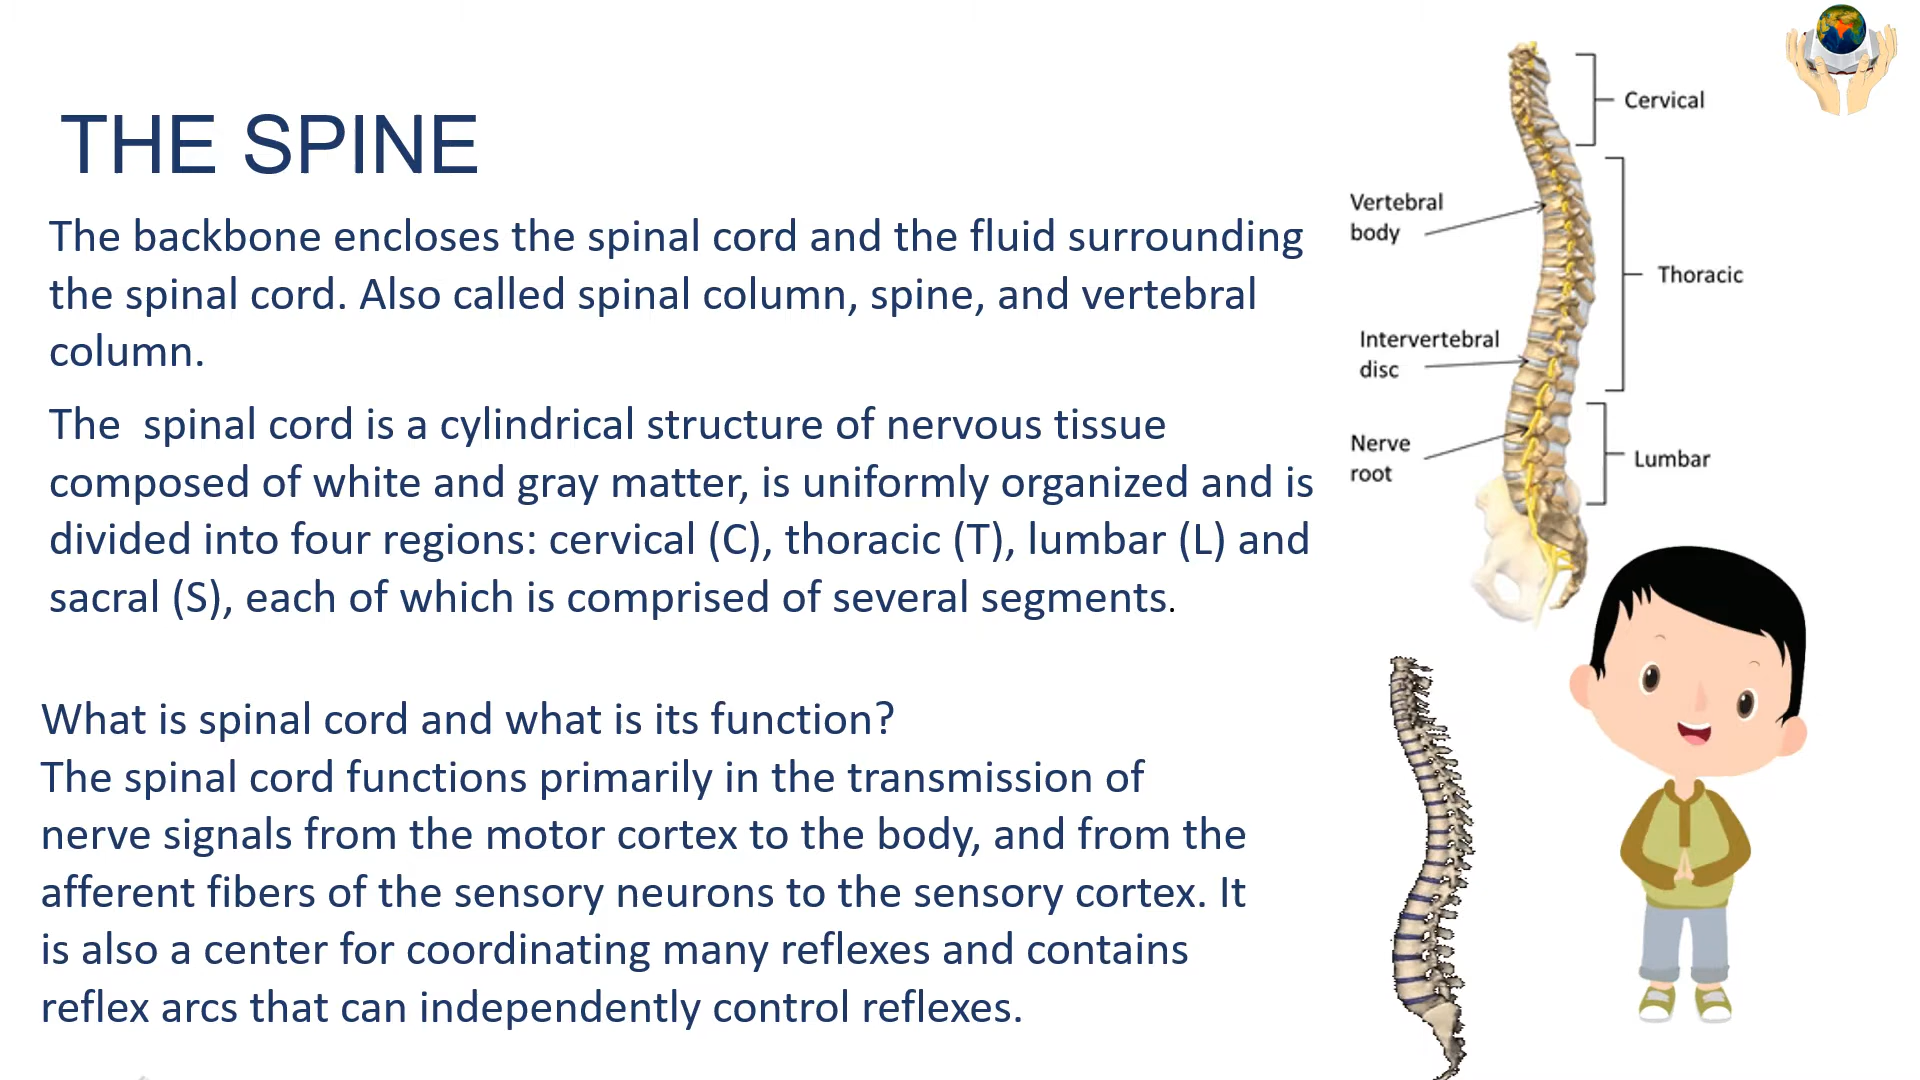 THE SPINE
The backbone encloses the spinal cord and the fluid surrounding
the spinal cord. Also called spinal column, spine, and vertebral
column.
The  spinal cord is a cylindrical structure of nervous tissue
composed of white and gray matter, is uniformly organized and is
divided into four regions: cervical (C), thoracic (T), lumbar (L) and
sacral (S), each of which is comprised of several segments.
What is spinal cord and what is its function?
The spinal cord functions primarily in the transmission of
nerve signals from the motor cortex to the body, and from the
afferent fibers of the sensory neurons to the sensory cortex. It
is also a center for coordinating many reflexes and contains
reflex arcs that can independently control reflexes.
Cervical
Vertebral
body
Thoracic
Intervertebral
disc
Nerve
root
Lumbar